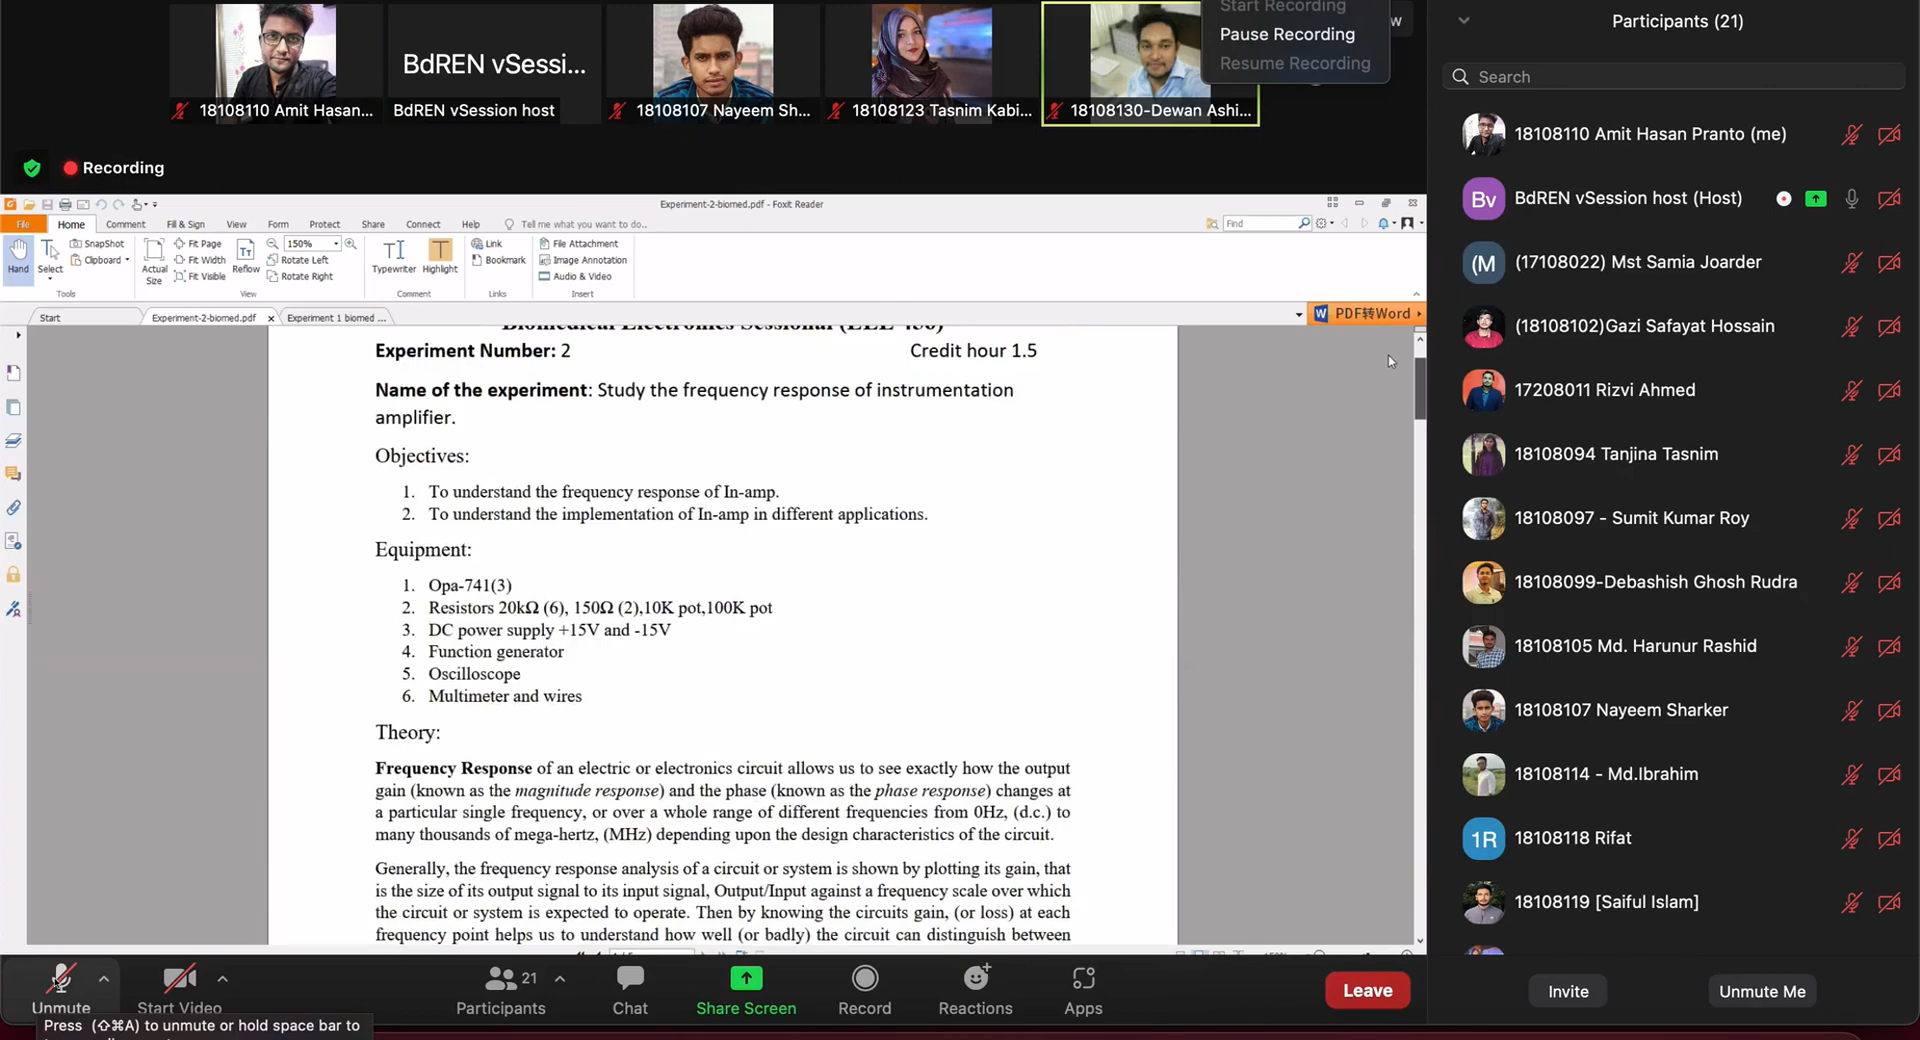 Start Recording
Pause Recording
Resume Recording
BdREN vSessi...
18108110 Amit Hasan...
BdREN vSession host
18108107 Nayeem Sh...
18108123 Tasnim Kabi...
18108130-Dewan Ashi...
Recording
Experiment-2-biomed.pdf - Foxit Reader
File
Home
Comment
Fill & Sign
View
Form
Protect
Share
Connect
Help
Tell me what you want to do..
Find
Hand
Select
SnapShot
Clipboard
Tools
Actual
Size
Fit Page
Fit Width
Fit Visible
Reflow
150%
Rotate Left
Rotate Right
View
Typewriter
Highlight
Comment
Link
Bookmark
Links
File Attachment
Image Annotation
Audio & Video
Insert
Start
Experiment-2-biomed.pdf
Experiment 1 biomed ...
PDF转Word
Biomedical Electronics Sessional
Experiment Number: 2
Credit hour 1.5
Name of the experiment: Study the frequency response of instrumentation
amplifier.
Objectives:
1. To understand the frequency response of In-amp.
2. To understand the implementation of In-amp in different applications.
Equipment:
1. Opa-741(3)
2. Resistors 20kΩ (6), 150Ω (2),10K pot,100K pot
3. DC power supply +15V and -15V
4. Function generator
5. Oscilloscope
6. Multimeter and wires
Theory:
Frequency Response of an electric or electronics circuit allows us to see exactly how the output
gain (known as the magnitude response) and the phase (known as the phase response) changes at
a particular single frequency, or over a whole range of different frequencies from 0Hz, (d.c.) to
many thousands of mega-hertz, (MHz) depending upon the design characteristics of the circuit.
Generally, the frequency response analysis of a circuit or system is shown by plotting its gain, that
is the size of its output signal to its input signal, Output/Input against a frequency scale over which
the circuit or system is expected to operate. Then by knowing the circuits gain, (or loss) at each
frequency point helps us to understand how well (or badly) the circuit can distinguish between
Participants (21)
Search
18108110 Amit Hasan Pranto (me)
Bv
BdREN vSession host (Host)
(M
(17108022) Mst Samia Joarder
(18108102)Gazi Safayat Hossain
17208011 Rizvi Ahmed
18108094 Tanjina Tasnim
18108097 - Sumit Kumar Roy
18108099-Debashish Ghosh Rudra
18108105 Md. Harunur Rashid
18108107 Nayeem Sharker
18108114 - Md.Ibrahim
1R
18108118 Rifat
18108119 [Saiful Islam]
Unmute
Start Video
21
Participants
Chat
Share Screen
Record
Reactions
Apps
Leave
Invite
Unmute Me
Press (⇧⌘A) to unmute or hold space bar to